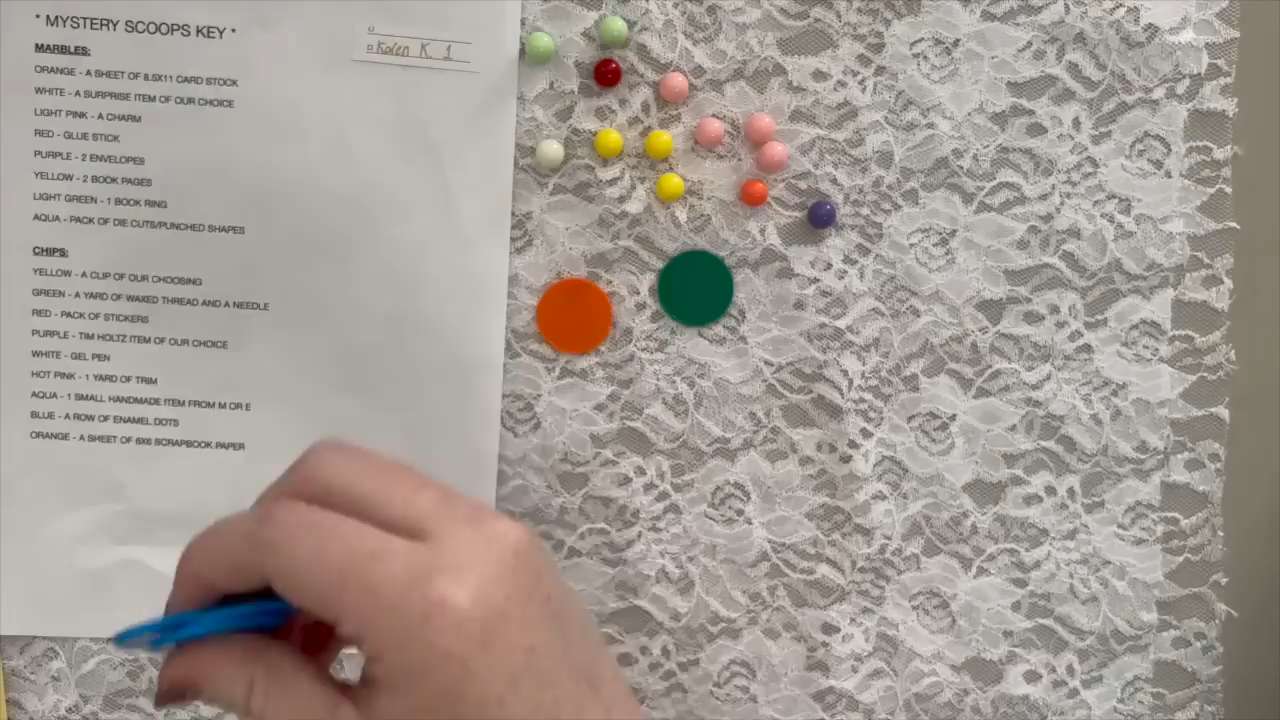 * MYSTERY SCOOPS KEY *
Karen K. 1
MARBLES:
ORANGE - A SHEET OF 8.5X11 CARD STOCK
WHITE - A SURPRISE ITEM OF OUR CHOICE
LIGHT PINK - A CHARM
RED - GLUE STICK
PURPLE - 2 ENVELOPES
YELLOW - 2 BOOK PAGES
LIGHT GREEN - 1 BOOK RING
AQUA - PACK OF DIE CUTS/PUNCHED SHAPES
CHIPS:
YELLOW - A CLIP OF OUR CHOOSING
GREEN - A YARD OF WAXED THREAD AND A NEEDLE
RED - PACK OF STICKERS
PURPLE - TIM HOLTZ ITEM OF OUR CHOICE
WHITE - GEL PEN
HOT PINK - 1 YARD OF TRIM
AQUA - 1 SMALL HANDMADE ITEM FROM M OR E
BLUE - A ROW OF ENAMEL DOTS
ORANGE - A SHEET OF 6X6 SCRAPBOOK PAPER